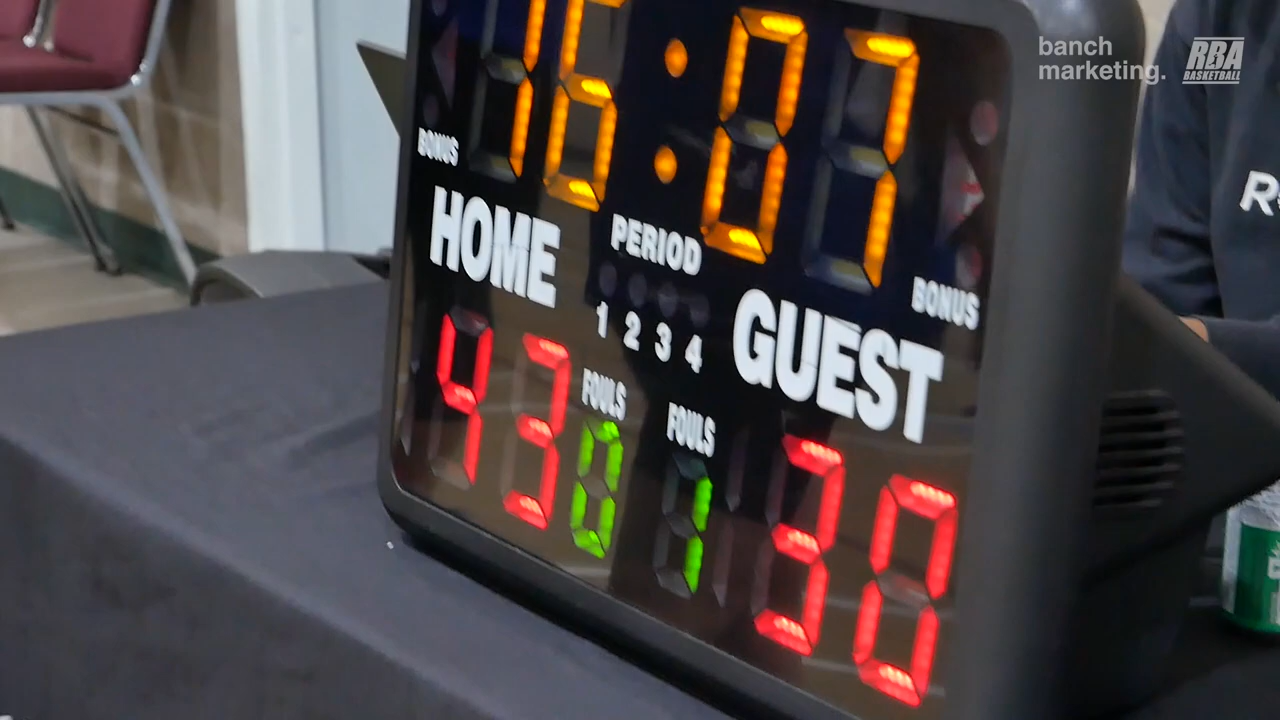 banch
marketing.
RBA
BASKETBALL
16:07
BONUS
HOME
PERIOD
1 2 3 4
GUEST
BONUS
43
FOULS
0
FOULS
1
30